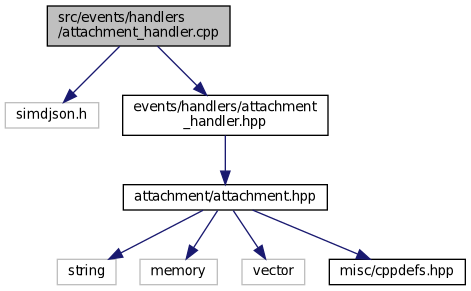 src/events/handlers
/attachment_handler.cpp
simdjson.h
events/handlers/attachment
_handler.hpp
attachment/attachment.hpp
string
memory
vector
misc/cppdefs.hpp